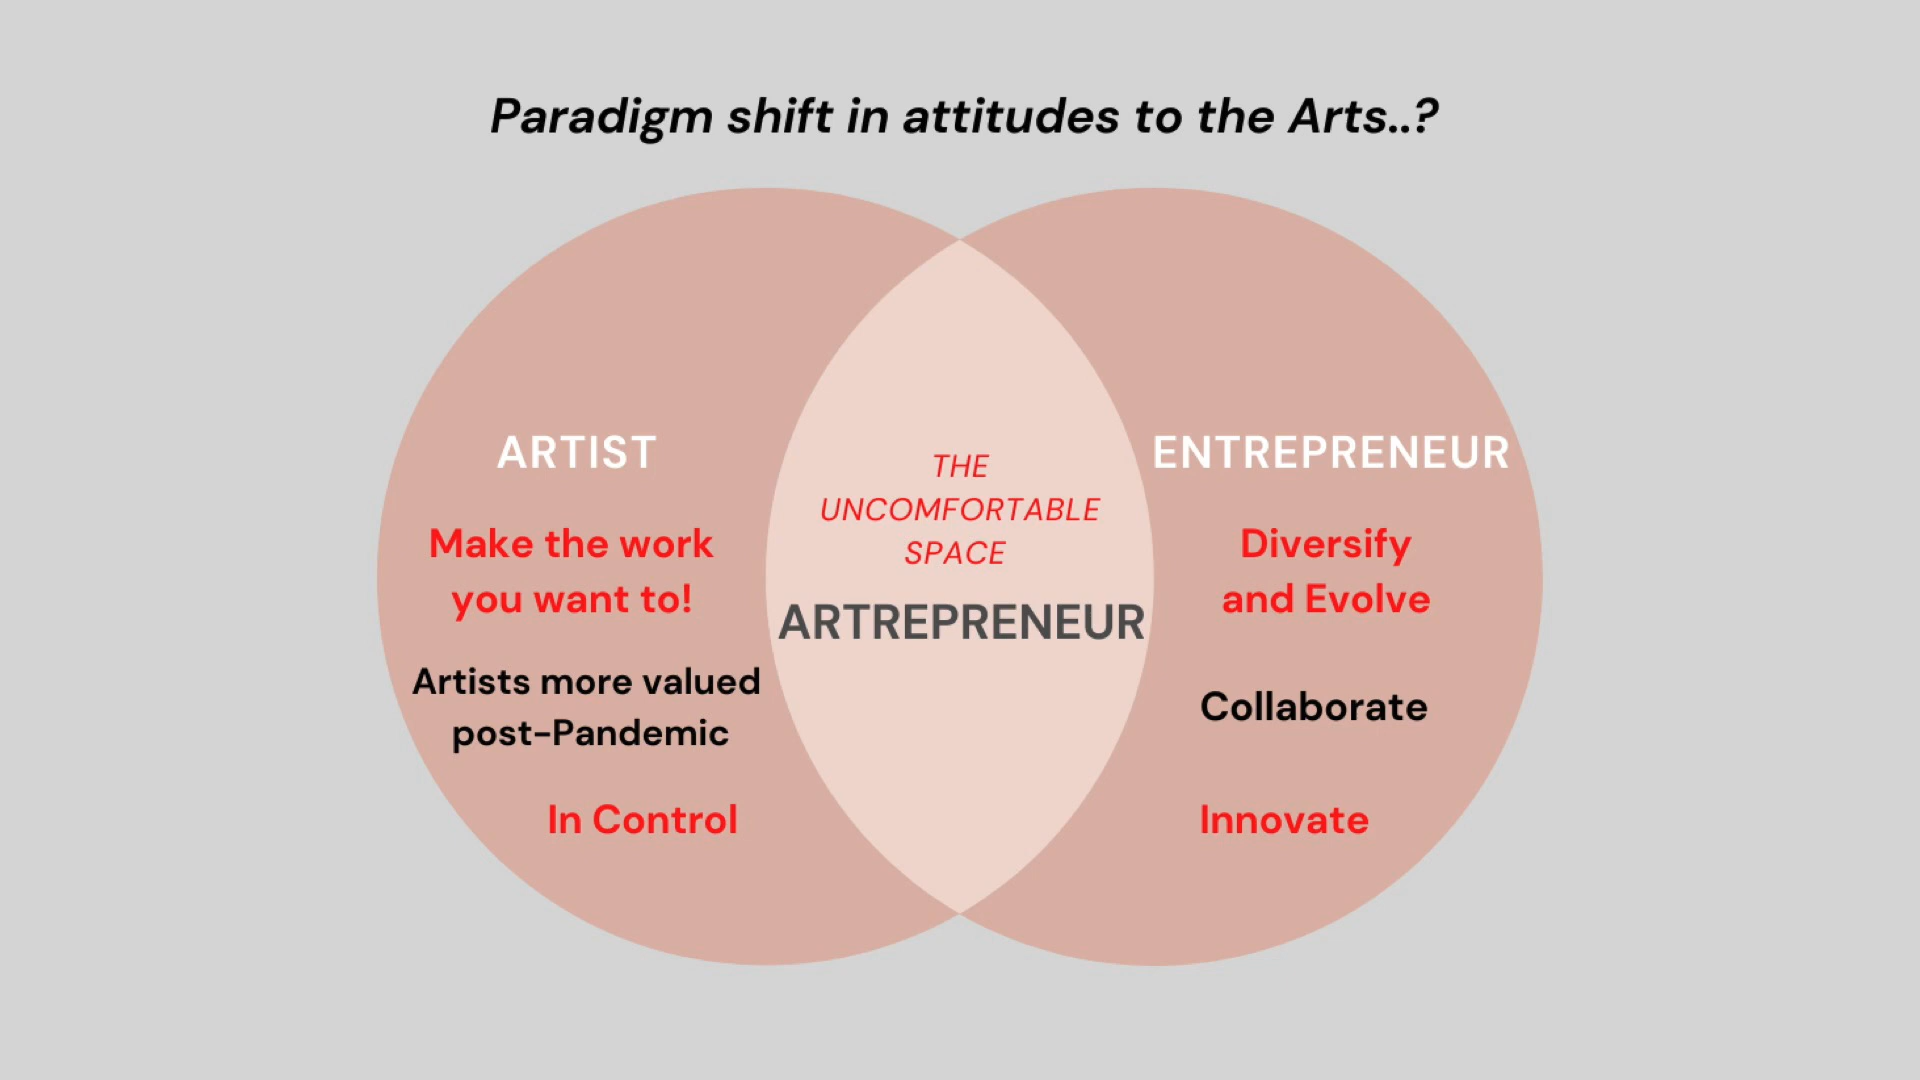 Paradigm shift in attitudes to the Arts..?
ARTIST
Make the work
you want to!
Artists more valued
post-Pandemic
In Control
THE
UNCOMFORTABLE
SPACE
ARTREPRENEUR
ENTREPRENEUR
Diversify
and Evolve
Collaborate
Innovate